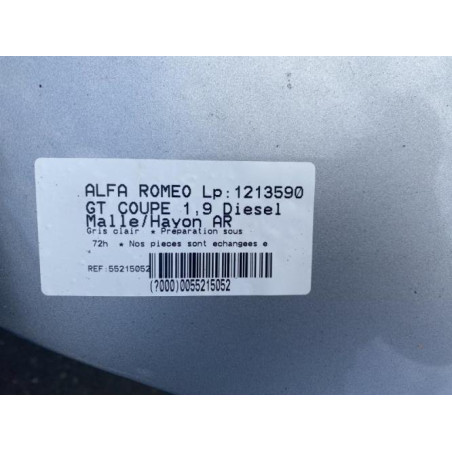 ALFA ROMEO Lp:1213590
GT COUPE 1,9 Diesel
Malle/Hayon AR
Gris clair * Préparation sous
72h * Nos pieces sont echangees e
REF:55215052
(7000)0055215052